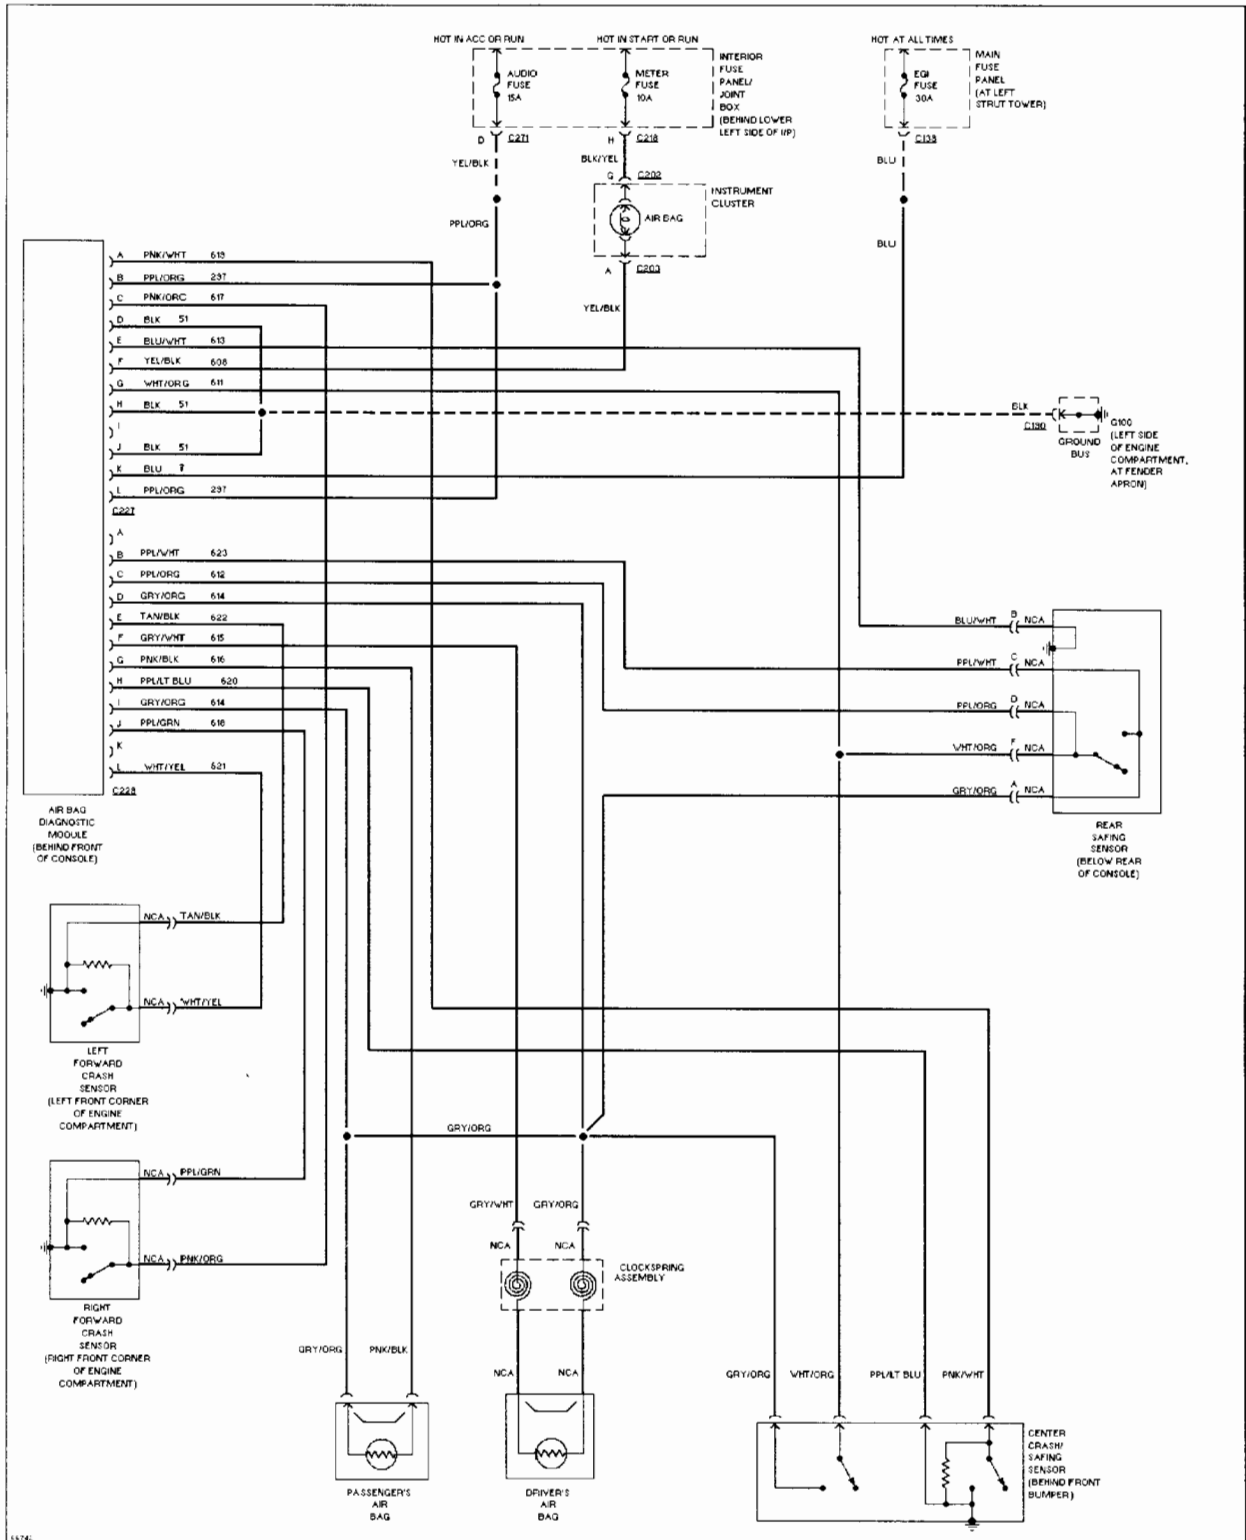 HOT IN ACC OR RUN
HOT IN START OR RUN
HOT AT ALL TIMES
AUDIO
FUSE
15A
METER
FUSE
10A
INTERIOR
FUSE
PANEL/
JOINT
BOX
(BEHIND LOWER
LEFT SIDE OF I/P)
EGI
FUSE
30A
MAIN
FUSE
PANEL
(AT LEFT
STRUT TOWER)
D C271
H C218
C138
YEL/BLK
BLK/YEL
BLU
G C202
INSTRUMENT
CLUSTER
AIR BAG
PPL/ORG
BLU
A C203
YEL/BLK
A PNK/WHT 619
B PPL/ORG 297
C PNK/ORG 617
D BLK 51
E BLU/WHT 613
F YEL/BLK 608
G WHT/ORG 611
H BLK 51
I
J BLK 51
K BLU 7
L PPL/ORG 297
C227
BLK
C190
GROUND
BUS
G100
(LEFT SIDE
OF ENGINE
COMPARTMENT,
AT FENDER
APRON)
A
B PPL/WHT 623
C PPL/ORG 612
D GRY/ORG 614
E TAN/BLK 622
F GRY/WHT 615
G PNK/BLK 616
H PPL/LT BLU 620
I GRY/ORG 614
J PPL/GRN 618
K
L WHT/YEL 621
C228
AIR BAG
DIAGNOSTIC
MODULE
(BEHIND FRONT
OF CONSOLE)
BLU/WHT B NCA
PPL/WHT C NCA
PPL/ORG D NCA
WHT/ORG F NCA
GRY/ORG A NCA
REAR
SAFING
SENSOR
(BELOW REAR
OF CONSOLE)
NCA TAN/BLK
NCA WHT/YEL
LEFT
FORWARD
CRASH
SENSOR
(LEFT FRONT CORNER
OF ENGINE
COMPARTMENT)
GRY/ORG
NCA PPL/GRN
NCA PNK/ORG
RIGHT
FORWARD
CRASH
SENSOR
(RIGHT FRONT CORNER
OF ENGINE
COMPARTMENT)
GRY/WHT GRY/ORG
NCA NCA
CLOCKSPRING
ASSEMBLY
NCA NCA
GRY/ORG PNK/BLK
GRY/ORG WHT/ORG PPL/LT BLU PNK/WHT
PASSENGER'S
AIR
BAG
DRIVER'S
AIR
BAG
CENTER
CRASH/
SAFING
SENSOR
(BEHIND FRONT
BUMPER)